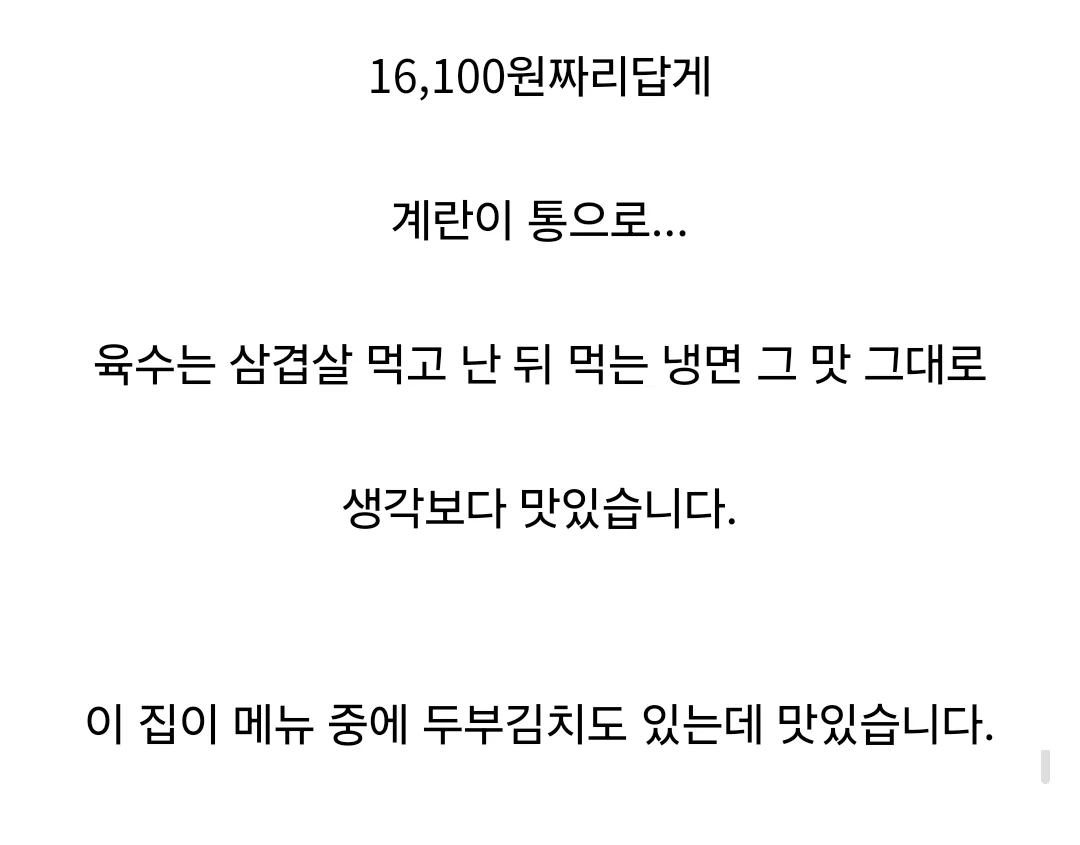 16,100원짜리답게
계란이 통으로...
육수는 삼겹살 먹고 난 뒤 먹는 냉면 그 맛 그대로
생각보다 맛있습니다.
이 집이 메뉴 중에 두부김치도 있는데 맛있습니다.